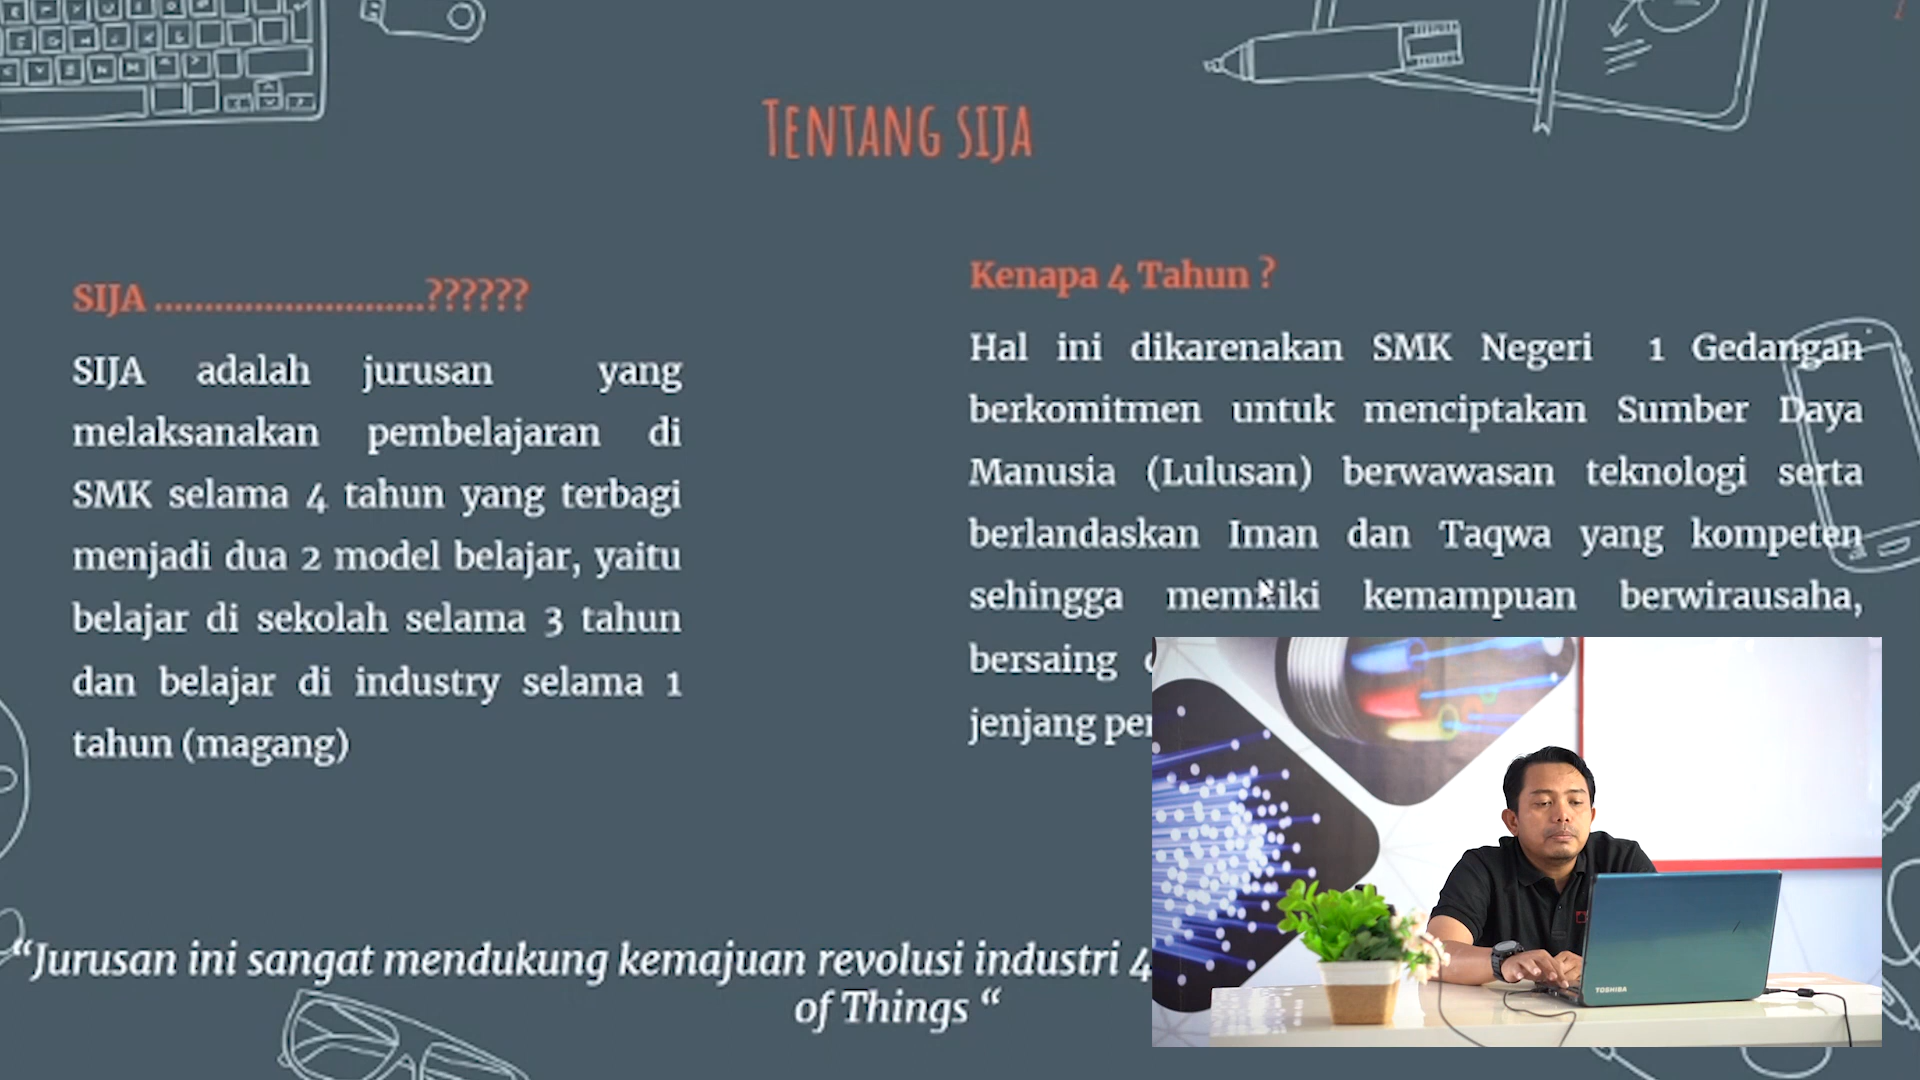 Tentang SIJA
SIJA ...........................??????
SIJA adalah jurusan yang
melaksanakan pembelajaran di
SMK selama 4 tahun yang terbagi
menjadi dua 2 model belajar, yaitu
belajar di sekolah selama 3 tahun
dan belajar di industry selama 1
tahun (magang)
Kenapa 4 Tahun ?
Hal ini dikarenakan SMK Negeri 1 Gedangan
berkomitmen untuk menciptakan Sumber Daya
Manusia (Lulusan) berwawasan teknologi serta
berlandaskan Iman dan Taqwa yang kompeten
sehingga memiliki kemampuan berwirausaha,
bersaing
jenjang
“Jurusan ini sangat mendukung kemajuan revolusi industri 4
of Things “
TOSHIBA